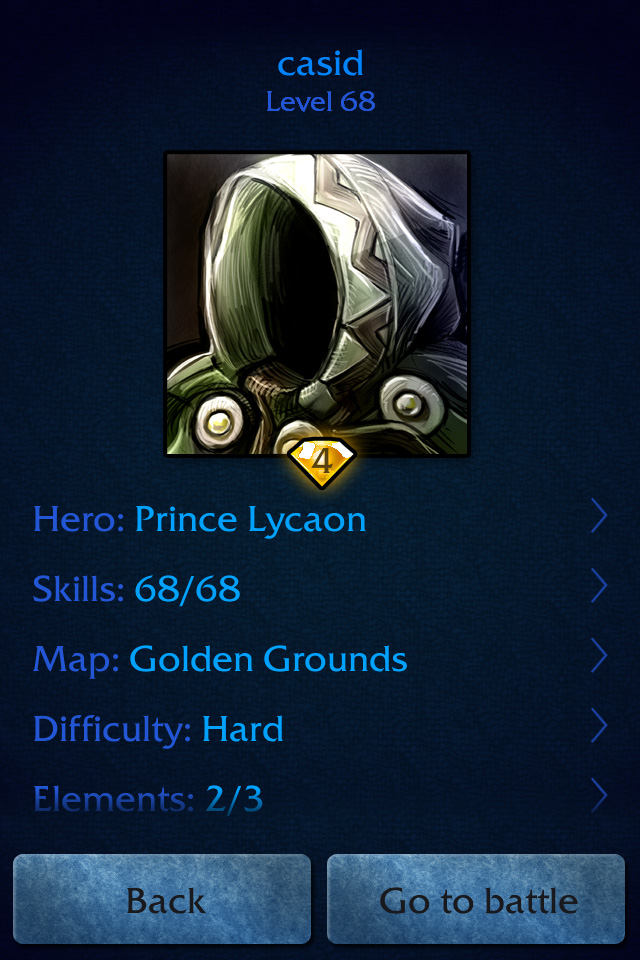 casid
Level 68
4
Hero: Prince Lycaon
Skills: 68/68
Map: Golden Grounds
Difficulty: Hard
Elements: 2/3
Back
Go to battle